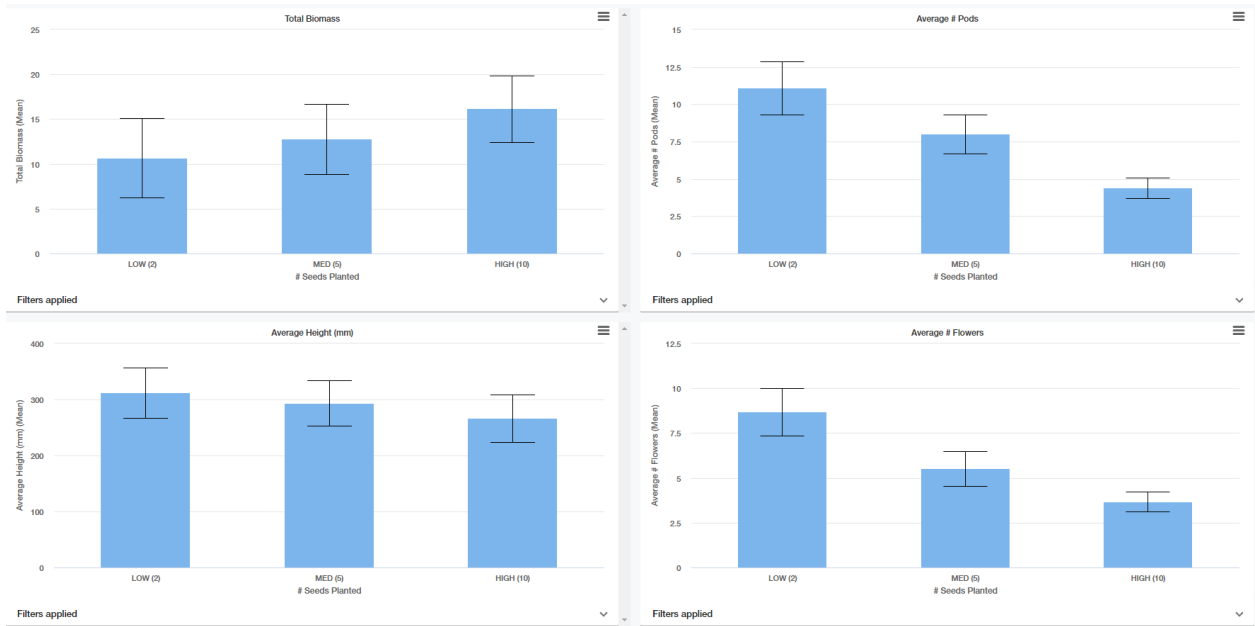 Total Biomass
25
20
15
10
5
0
Total Biomass (Mean)
LOW (2)
MED (5)
HIGH (10)
# Seeds Planted
Filters applied
Average # Pods
15
12.5
10
7.5
5
2.5
0
Average # Pods (Mean)
LOW (2)
MED (5)
HIGH (10)
# Seeds Planted
Filters applied
Average Height (mm)
400
300
200
100
0
Average Height (mm) (Mean)
LOW (2)
MED (5)
HIGH (10)
# Seeds Planted
Filters applied
Average # Flowers
12.5
10
7.5
5
2.5
0
Average # Flowers (Mean)
LOW (2)
MED (5)
HIGH (10)
# Seeds Planted
Filters applied